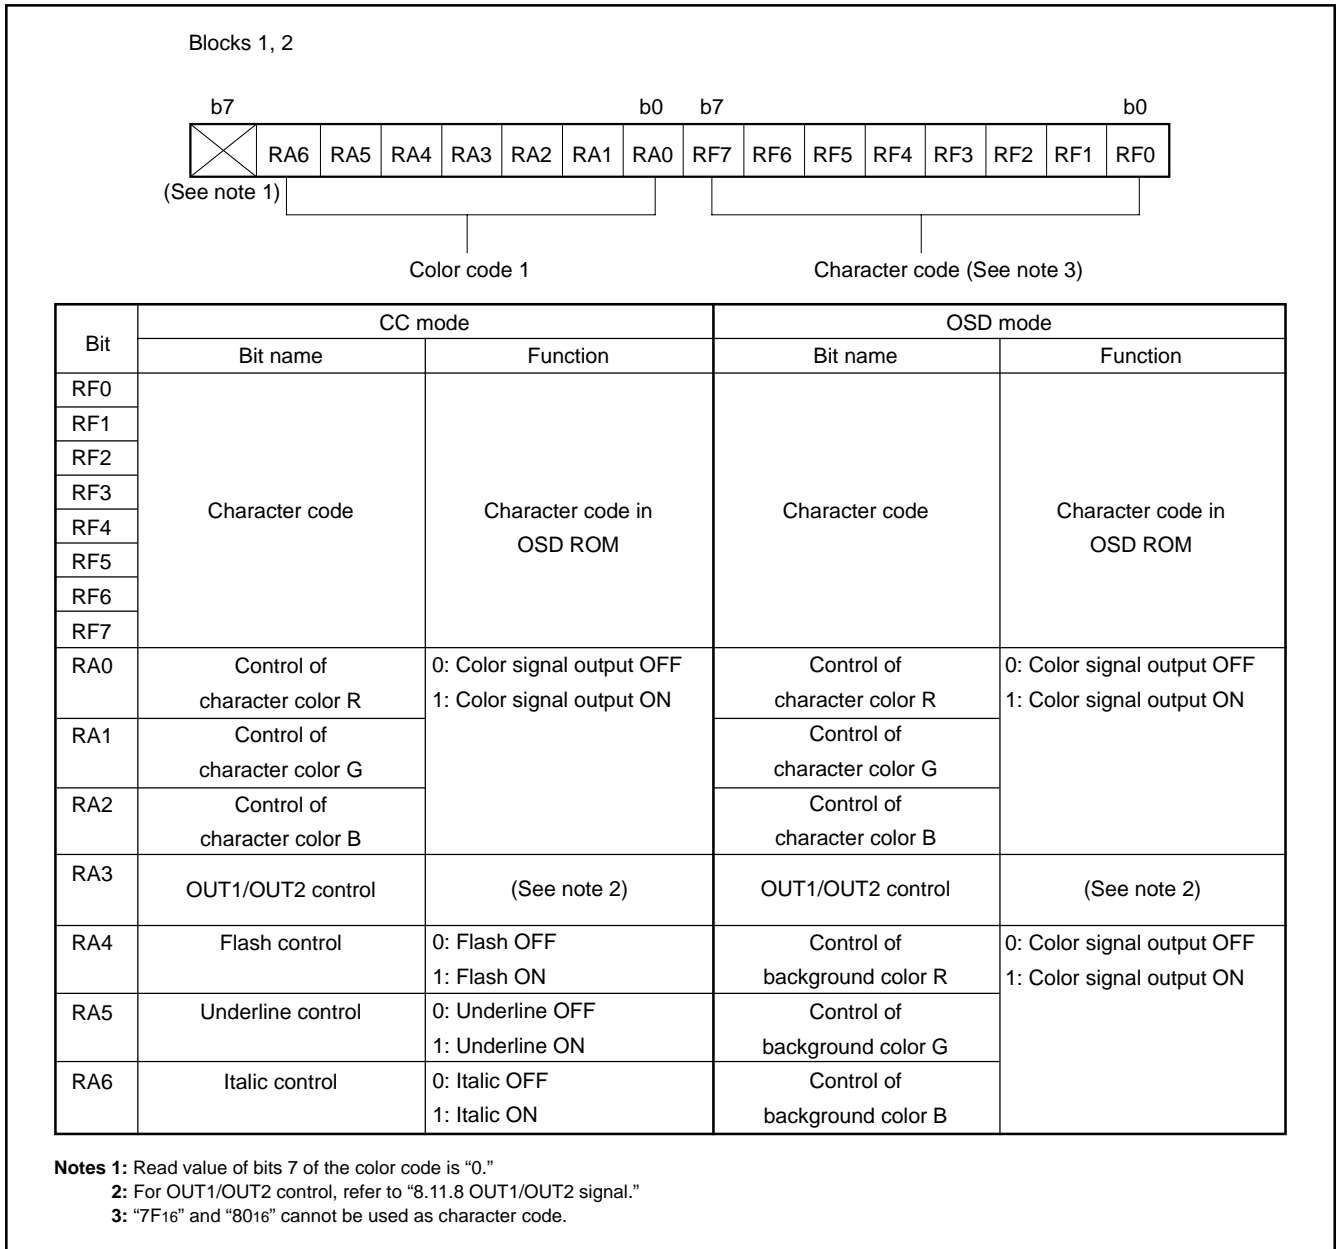 Blocks 1, 2
b7 b0 b7 b0
RA6 RA5 RA4 RA3 RA2 RA1 RA0 RF7 RF6 RF5 RF4 RF3 RF2 RF1 RF0
(See note 1)
Color code 1 Character code (See note 3)
Bit CC mode OSD mode
Bit name Function Bit name Function
RF0
RF1
RF2
RF3
RF4
RF5
RF6
RF7
Character code
Character code in
OSD ROM
Character code
Character code in
OSD ROM
RA0 Control of 0: Color signal output OFF Control of 0: Color signal output OFF
character color R 1: Color signal output ON character color R 1: Color signal output ON
RA1 Control of Control of
character color G character color G
RA2 Control of Control of
character color B character color B
RA3 OUT1/OUT2 control (See note 2) OUT1/OUT2 control (See note 2)
RA4 Flash control 0: Flash OFF Control of 0: Color signal output OFF
1: Flash ON background color R 1: Color signal output ON
RA5 Underline control 0: Underline OFF Control of
1: Underline ON background color G
RA6 Italic control 0: Italic OFF Control of
1: Italic ON background color B
Notes 1: Read value of bits 7 of the color code is “0.”
2: For OUT1/OUT2 control, refer to “8.11.8 OUT1/OUT2 signal.”
3: “7F16” and “8016” cannot be used as character code.